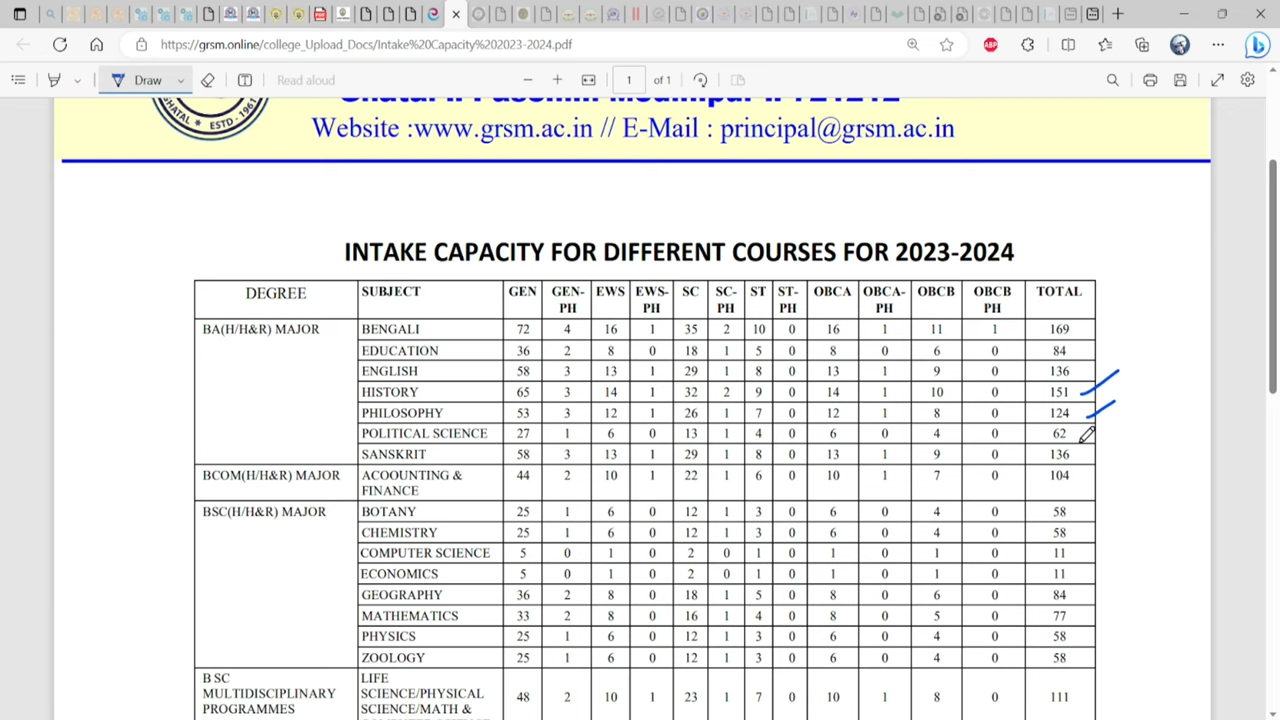 https://grsm.online/college_Upload_Docs/Intake%20Capacity%202023-2024.pdf
Draw
Read aloud
1 of 1
ESTD-1961
GHATAL
Website :www.grsm.ac.in // E-Mail : principal@grsm.ac.in
INTAKE CAPACITY FOR DIFFERENT COURSES FOR 2023-2024
DEGREE SUBJECT GEN GEN-PH EWS EWS-PH SC SC-PH ST ST-PH OBCA OBCA-PH OBCB OBCB PH TOTAL
BA(H/H&R) MAJOR BENGALI 72 4 16 1 35 2 10 0 16 1 11 1 169
EDUCATION 36 2 8 0 18 1 5 0 8 0 6 0 84
ENGLISH 58 3 13 1 29 1 8 0 13 1 9 0 136
HISTORY 65 3 14 1 32 2 9 0 14 1 10 0 151
PHILOSOPHY 53 3 12 1 26 1 7 0 12 1 8 0 124
POLITICAL SCIENCE 27 1 6 0 13 1 4 0 6 0 4 0 62
SANSKRIT 58 3 13 1 29 1 8 0 13 1 9 0 136
BCOM(H/H&R) MAJOR ACOOUNTING & FINANCE 44 2 10 1 22 1 6 0 10 1 7 0 104
BSC(H/H&R) MAJOR BOTANY 25 1 6 0 12 1 3 0 6 0 4 0 58
CHEMISTRY 25 1 6 0 12 1 3 0 6 0 4 0 58
COMPUTER SCIENCE 5 0 1 0 2 0 1 0 1 0 1 0 11
ECONOMICS 5 0 1 0 2 0 1 0 1 0 1 0 11
GEOGRAPHY 36 2 8 0 18 1 5 0 8 0 6 0 84
MATHEMATICS 33 2 8 0 16 1 4 0 8 0 5 0 77
PHYSICS 25 1 6 0 12 1 3 0 6 0 4 0 58
ZOOLOGY 25 1 6 0 12 1 3 0 6 0 4 0 58
B SC MULTIDISCIPLINARY PROGRAMMES LIFE SCIENCE/PHYSICAL SCIENCE/MATH & 48 2 10 1 23 1 7 0 10 1 8 0 111